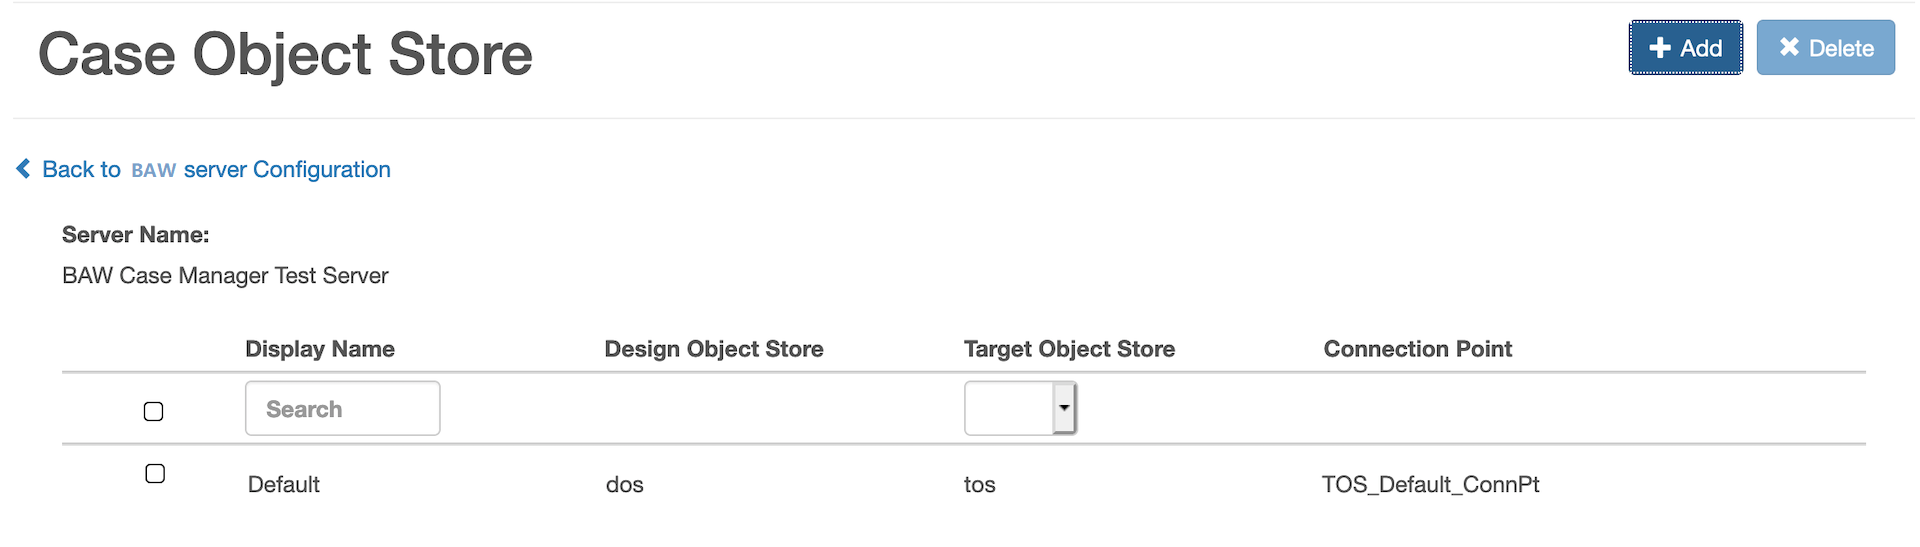 Case Object Store
Add
Delete
Back to BAW server Configuration
Server Name:
BAW Case Manager Test Server
Display Name Design Object Store Target Object Store Connection Point
Search
Default dos tos TOS_Default_ConnPt